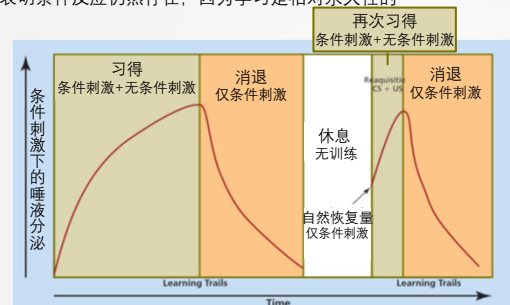 表明条件反应仍然存在，因为学习是相对永久性的
再次习得
条件刺激+无条件刺激
习得
条件刺激+无条件刺激
消退
仅条件刺激
Reaquisition
CS + US
消退
仅条件刺激
条件刺激下的唾液分泌
休息
无训练
自然恢复量
仅条件刺激
Learning Trails
Learning Trails
Time